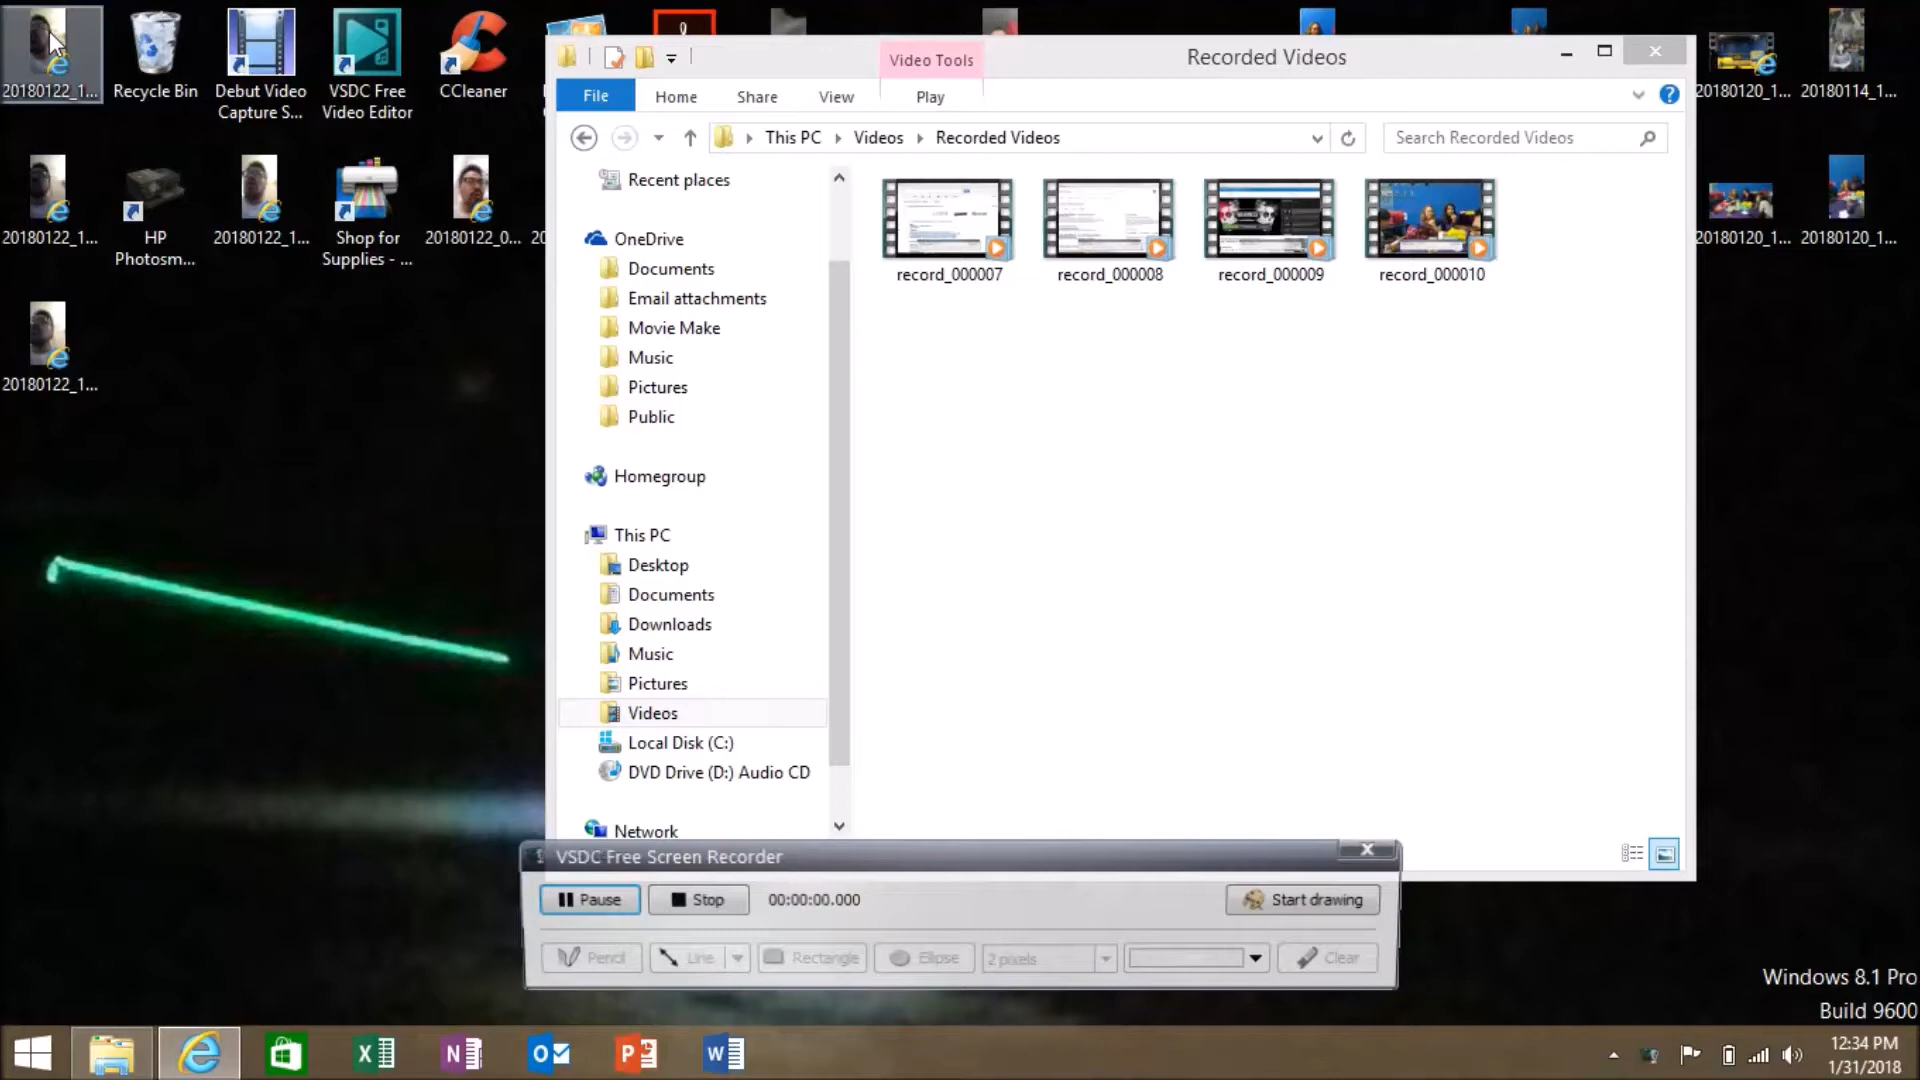 20180122_1...
Recycle Bin
Debut Video
Capture S...
VSDC Free
Video Editor
CCleaner
20180120_1...
20180114_1...
20180122_1...
HP
Photosm...
20180122_1...
Shop for
Supplies - ...
20180122_0...
20180120_1...
20180120_1...
20180122_1...
Video Tools
Recorded Videos
File
Home
Share
View
Play
This PC
Videos
Recorded Videos
Search Recorded Videos
Recent places
OneDrive
Documents
Email attachments
Movie Make
Music
Pictures
Public
Homegroup
This PC
Desktop
Documents
Downloads
Music
Pictures
Videos
Local Disk (C:)
DVD Drive (D:) Audio CD
Network
record_000007
record_000008
record_000009
record_000010
VSDC Free Screen Recorder
Pause
Stop
00:00:00.000
Start drawing
Pencil
Line
Rectangle
Ellipse
2 pixels
Clear
Windows 8.1 Pro
Build 9600
12:34 PM
1/31/2018